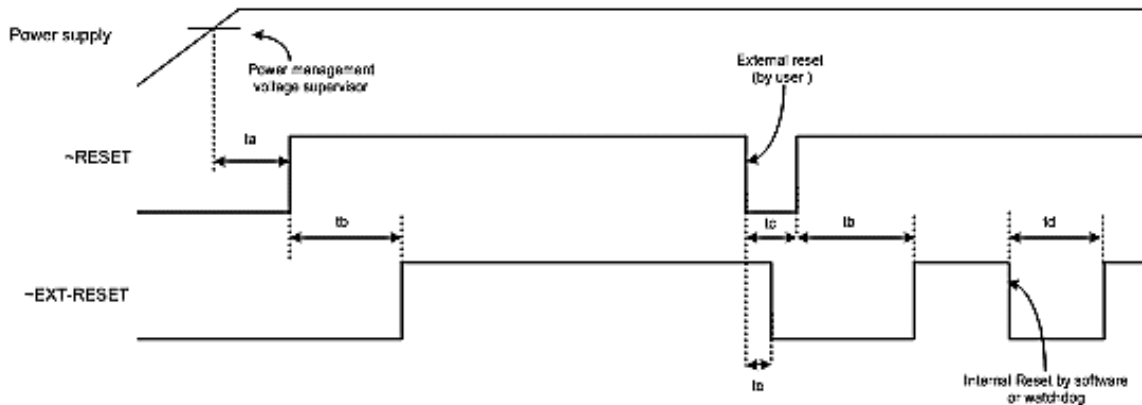 Power supply
Power management
voltage supervisor
External reset
(by user )
~RESET
ta
tb
tc
tb
td
~EXT-RESET
Internal Reset by software
or watchdog